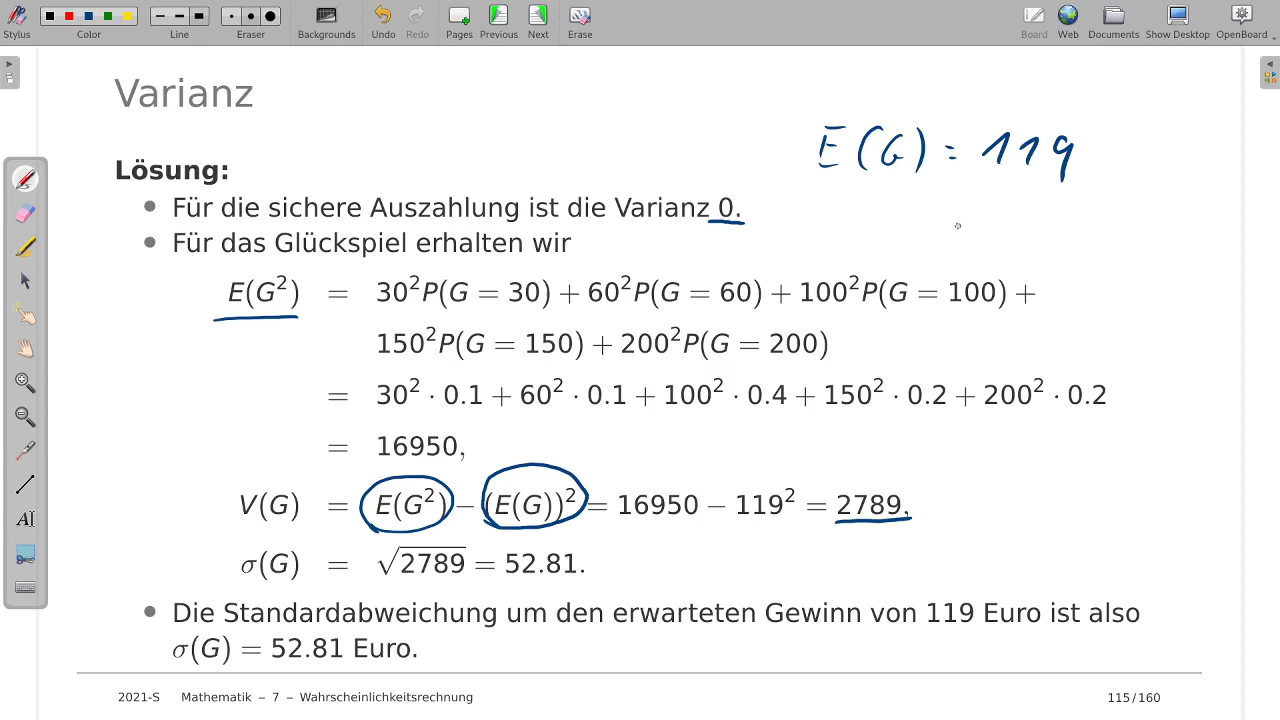 Stylus Color Line Eraser Backgrounds Undo Redo Pages Previous Next Erase Board Web Documents Show Desktop OpenBoard
Varianz
E(G) = 119
Lösung:
• Für die sichere Auszahlung ist die Varianz 0.
• Für das Glückspiel erhalten wir
E(G²) = 30²P(G = 30) + 60²P(G = 60) + 100²P(G = 100) +
150²P(G = 150) + 200²P(G = 200)
= 30² · 0.1 + 60² · 0.1 + 100² · 0.4 + 150² · 0.2 + 200² · 0.2
= 16950,
V(G) = E(G²) − (E(G))² = 16950 − 119² = 2789,
σ(G) = √2789 = 52.81.
• Die Standardabweichung um den erwarteten Gewinn von 119 Euro ist also
σ(G) = 52.81 Euro.
2021-S Mathematik – 7 – Wahrscheinlichkeitsrechnung 115/160